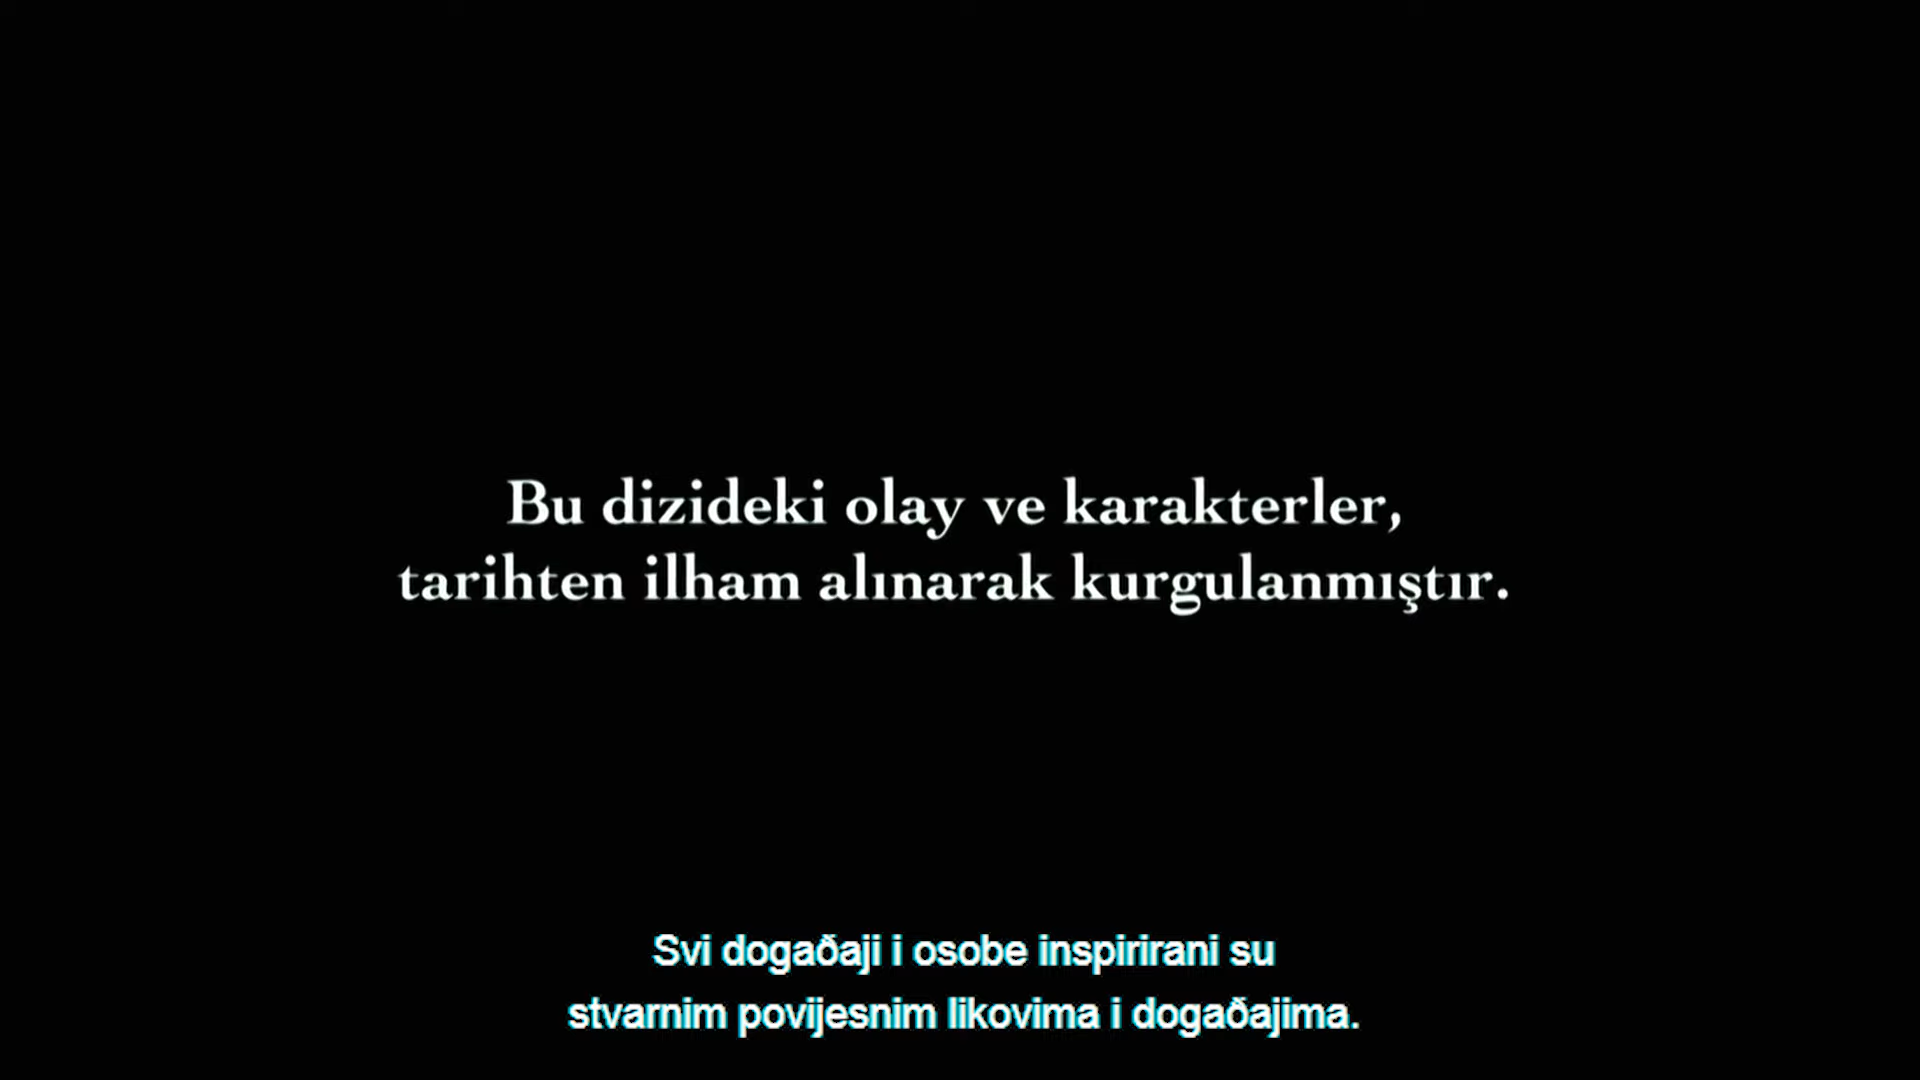 Bu dizideki olay ve karakterler,
tarihten ilham alınarak kurgulanmıştır.
Svi događaji i osobe inspirirani su
stvarnim povijesnim likovima i događajima.